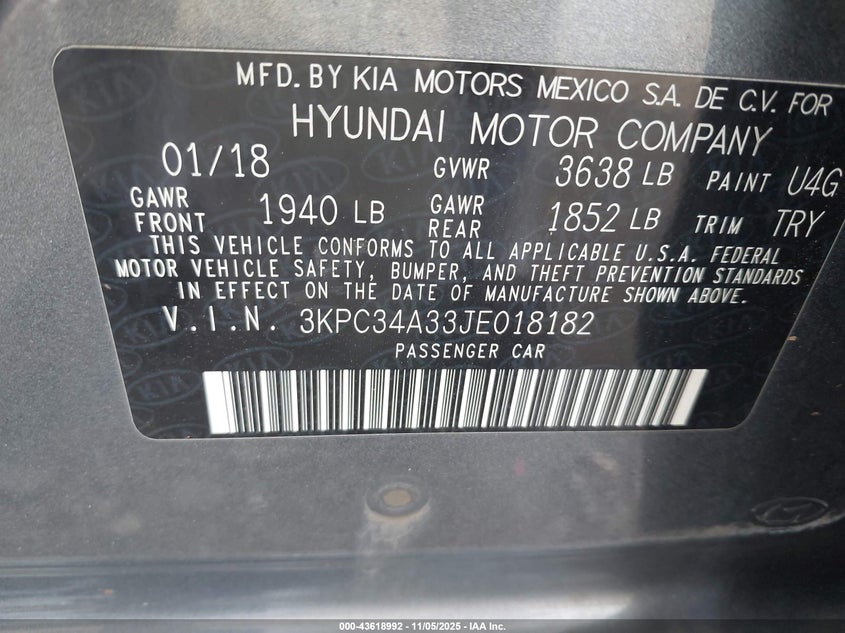 MFD. BY KIA MOTORS MEXICO S.A. DE C.V. FOR
HYUNDAI MOTOR COMPANY
01/18 GVWR 3638 LB PAINT U4G
GAWR FRONT 1940 LB GAWR REAR 1852 LB TRIM TRY
THIS VEHICLE CONFORMS TO ALL APPLICABLE U.S.A. FEDERAL
MOTOR VEHICLE SAFETY, BUMPER, AND THEFT PREVENTION STANDARDS
IN EFFECT ON THE DATE OF MANUFACTURE SHOWN ABOVE.
V.I.N. 3KPC34A33JE018182
PASSENGER CAR
000-43618992 - 11/05/2025 - IAA Inc.